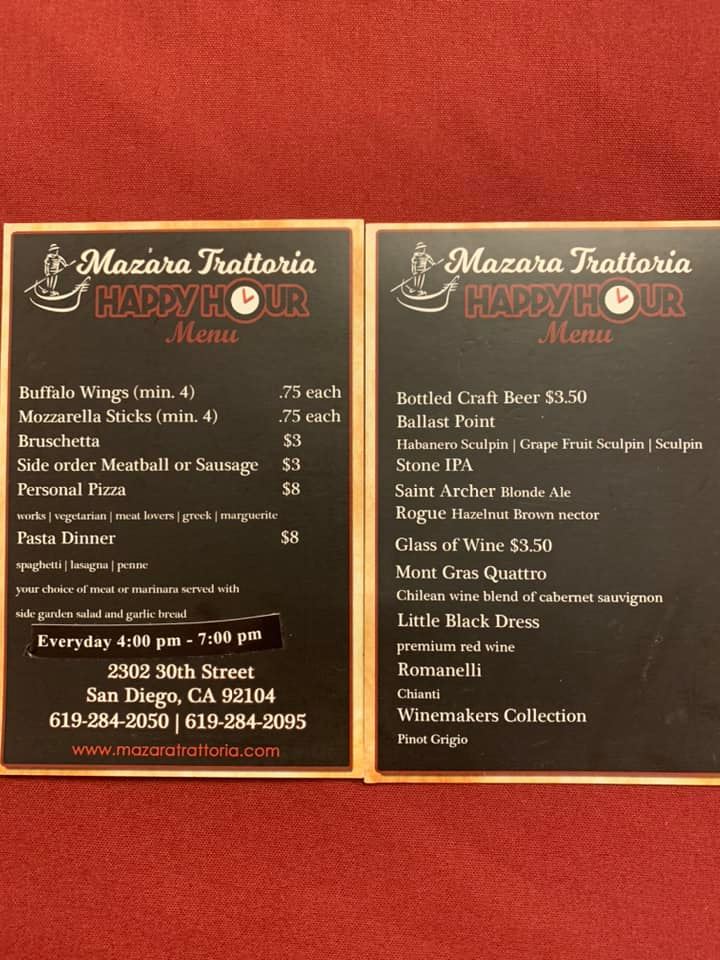 Mazara Trattoria
HAPPY HOUR
Menu
Buffalo Wings (min. 4) .75 each
Mozzarella Sticks (min. 4) .75 each
Bruschetta $3
Side order Meatball or Sausage $3
Personal Pizza $8
works | vegetarian | meat lovers | greek | marguerite
Pasta Dinner $8
spaghetti | lasagna | penne
your choice of meat or marinara served with
side garden salad and garlic bread
Everyday 4:00 pm - 7:00 pm
2302 30th Street
San Diego, CA 92104
619-284-2050 | 619-284-2095
www.mazaratrattoria.com
Mazara Trattoria
HAPPY HOUR
Menu
Bottled Craft Beer $3.50
Ballast Point
Habanero Sculpin | Grape Fruit Sculpin | Sculpin
Stone IPA
Saint Archer Blonde Ale
Rogue Hazelnut Brown nector
Glass of Wine $3.50
Mont Gras Quattro
Chilean wine blend of cabernet sauvignon
Little Black Dress
premium red wine
Romanelli
Chianti
Winemakers Collection
Pinot Grigio